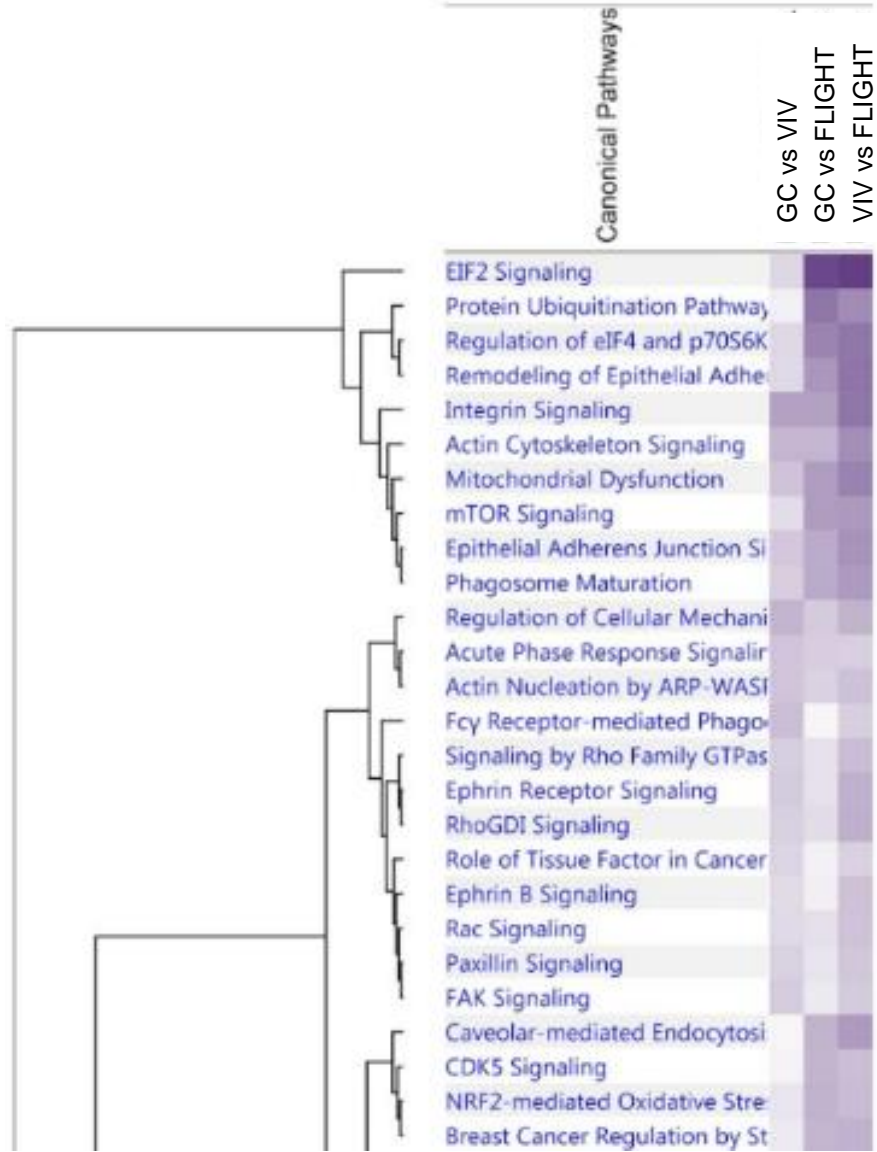 Canonical Pathways
GC vs VIV
GC vs FLIGHT
VIV vs FLIGHT
EIF2 Signaling
Protein Ubiquitination Pathway
Regulation of eIF4 and p70S6K
Remodeling of Epithelial Adhe
Integrin Signaling
Actin Cytoskeleton Signaling
Mitochondrial Dysfunction
mTOR Signaling
Epithelial Adherens Junction Si
Phagosome Maturation
Regulation of Cellular Mechani
Acute Phase Response Signalin
Actin Nucleation by ARP-WASP
Fcγ Receptor-mediated Phago
Signaling by Rho Family GTPas
Ephrin Receptor Signaling
RhoGDI Signaling
Role of Tissue Factor in Cancer
Ephrin B Signaling
Rac Signaling
Paxillin Signaling
FAK Signaling
Caveolar-mediated Endocytosi
CDK5 Signaling
NRF2-mediated Oxidative Stre
Breast Cancer Regulation by St